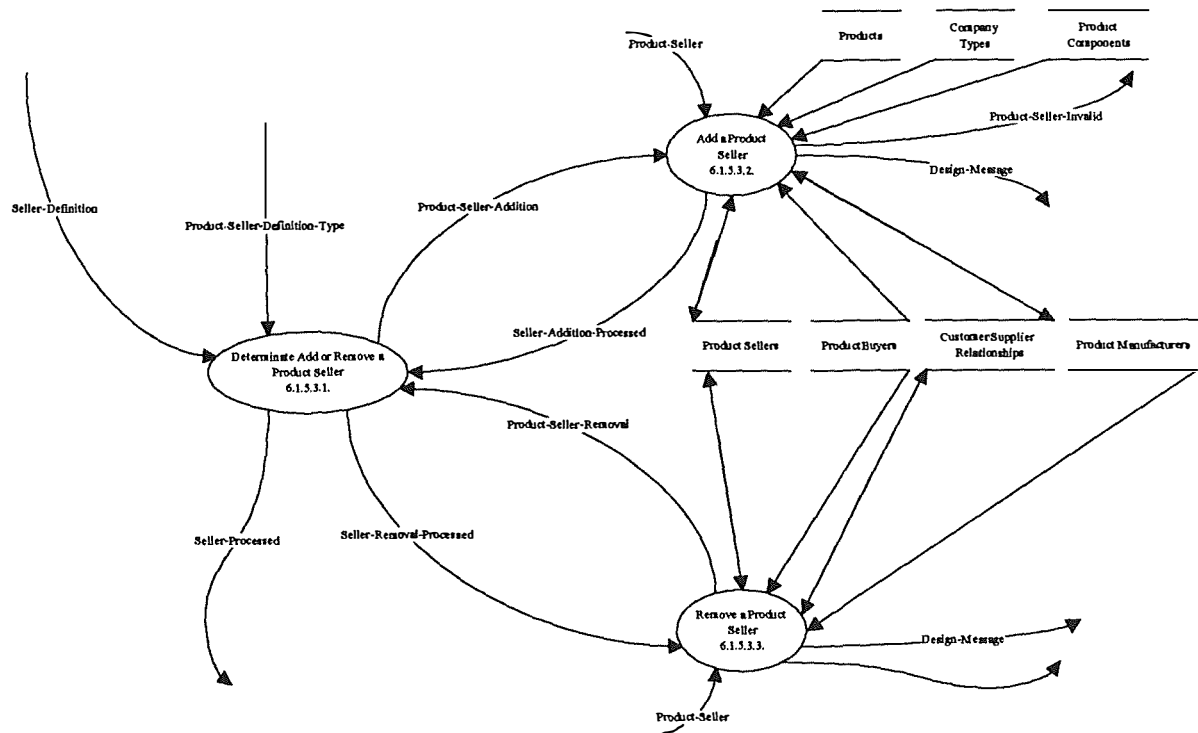 Product-Seller
Products
Company
Types
Product
Components
Product-Seller-Invalid
Add a Product
Seller
6.1.5.3.2.
Design-Message
Seller-Definition
Product-Seller-Addition
Product-Seller-Definition-Type
Seller-Addition-Processed
Product Sellers
Product Buyers
Customer Supplier
Relationships
Product Manufacturers
Determinate Add or Remove a
Product Seller
6.1.5.3.1.
Product-Seller-Removal
Seller-Processed
Seller-Removal-Processed
Remove a Product
Seller
6.1.5.3.3.
Design-Message
Product-Seller